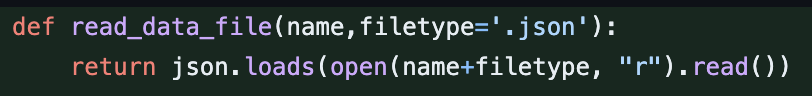 def read_data_file(name,filetype='.json'):
    return json.loads(open(name+filetype, "r").read())